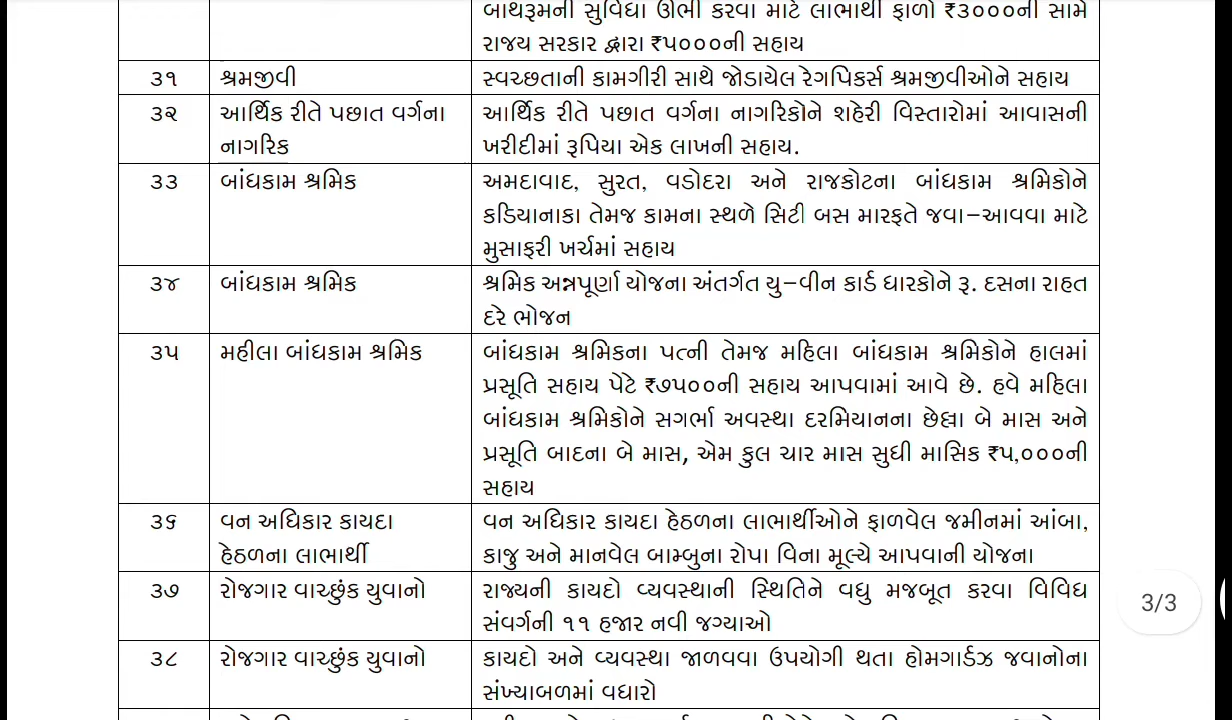 બાથરૂમની સુવિધા ઊભી કરવા માટે લાભાર્થી ફાળો ₹૩૦૦૦ની સામે
રાજય સરકાર દ્વારા ₹૫૦૦૦ની સહાય
૩૧ શ્રમજીવી સ્વચ્છતાની કામગીરી સાથે જોડાયેલ રેગપિકર્સ શ્રમજીવીઓને સહાય
૩૨ આર્થિક રીતે પછાત વર્ગના આર્થિક રીતે પછાત વર્ગના નાગરિકોને શહેરી વિસ્તારોમાં આવાસની
નાગરિક ખરીદીમાં રૂપિયા એક લાખની સહાય.
૩૩ બાંધકામ શ્રમિક અમદાવાદ, સુરત, વડોદરા અને રાજકોટના બાંધકામ શ્રમિકોને
કડિયાનાકા તેમજ કામના સ્થળે સિટી બસ મારફતે જવા-આવવા માટે
મુસાફરી ખર્ચમાં સહાય
૩૪ બાંધકામ શ્રમિક શ્રમિક અન્નપૂર્ણા યોજના અંતર્ગત યુ-વીન કાર્ડ ધારકોને રૂ. દસના રાહત
દરે ભોજન
૩૫ મહીલા બાંધકામ શ્રમિક બાંધકામ શ્રમિકના પત્ની તેમજ મહિલા બાંધકામ શ્રમિકોને હાલમાં
પ્રસૂતિ સહાય પેટે ₹૭૫૦૦ની સહાય આપવામાં આવે છે. હવે મહિલા
બાંધકામ શ્રમિકોને સગર્ભા અવસ્થા દરમિયાનના છેલ્લા બે માસ અને
પ્રસૂતિ બાદના બે માસ, એમ કુલ ચાર માસ સુધી માસિક ₹૫,૦૦૦ની
સહાય
૩૬ વન અધિકાર કાયદા વન અધિકાર કાયદા હેઠળના લાભાર્થીઓને ફાળવેલ જમીનમાં આંબા,
હેઠળના લાભાર્થી કાજુ અને માનવેલ બામ્બુના રોપા વિના મૂલ્યે આપવાની યોજના
૩૭ રોજગાર વાચ્છુંક યુવાનો રાજ્યની કાયદો વ્યવસ્થાની સ્થિતિને વધુ મજબૂત કરવા વિવિધ
સંવર્ગની ૧૧ હજાર નવી જગ્યાઓ
3/3
૩૮ રોજગાર વાચ્છુંક યુવાનો કાયદો અને વ્યવસ્થા જાળવવા ઉપયોગી થતા હોમગાર્ડઝ જવાનોના
સંખ્યાબળમાં વધારો